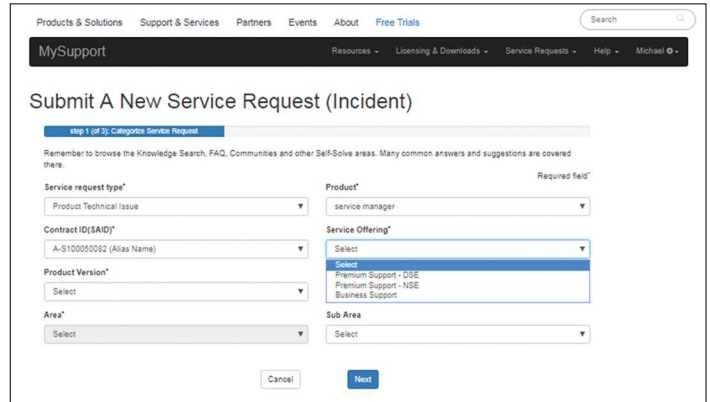 Products & Solutions Support & Services Partners Events About Free Trials Search
MySupport Resources Licensing & Downloads Service Requests Help Michael
Submit A New Service Request (Incident)
step 1 (of 3): Categorize Service Request
Remember to browse the Knowledge Search, FAQ, Communities and other Self-Solve areas. Many common answers and suggestions are covered
there.
Required field*
Service request type* Product*
Product Technical Issue service manager
Contract ID(SAID)* Service Offering*
A-S100050082 (Alias Name) Select
Select
Premium Support - DSE
Product Version* Premium Support - NSE
Select Business Support
Area* Sub Area
Select Select
Cancel Next